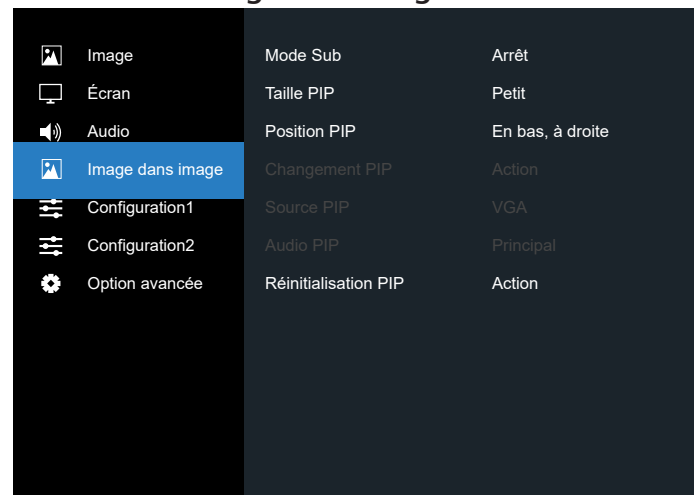 Image Mode Sub Arrêt
Écran Taille PIP Petit
Audio Position PIP En bas, à droite
Image dans image Changement PIP Action
Configuration1 Source PIP VGA
Configuration2 Audio PIP Principal
Option avancée Réinitialisation PIP Action